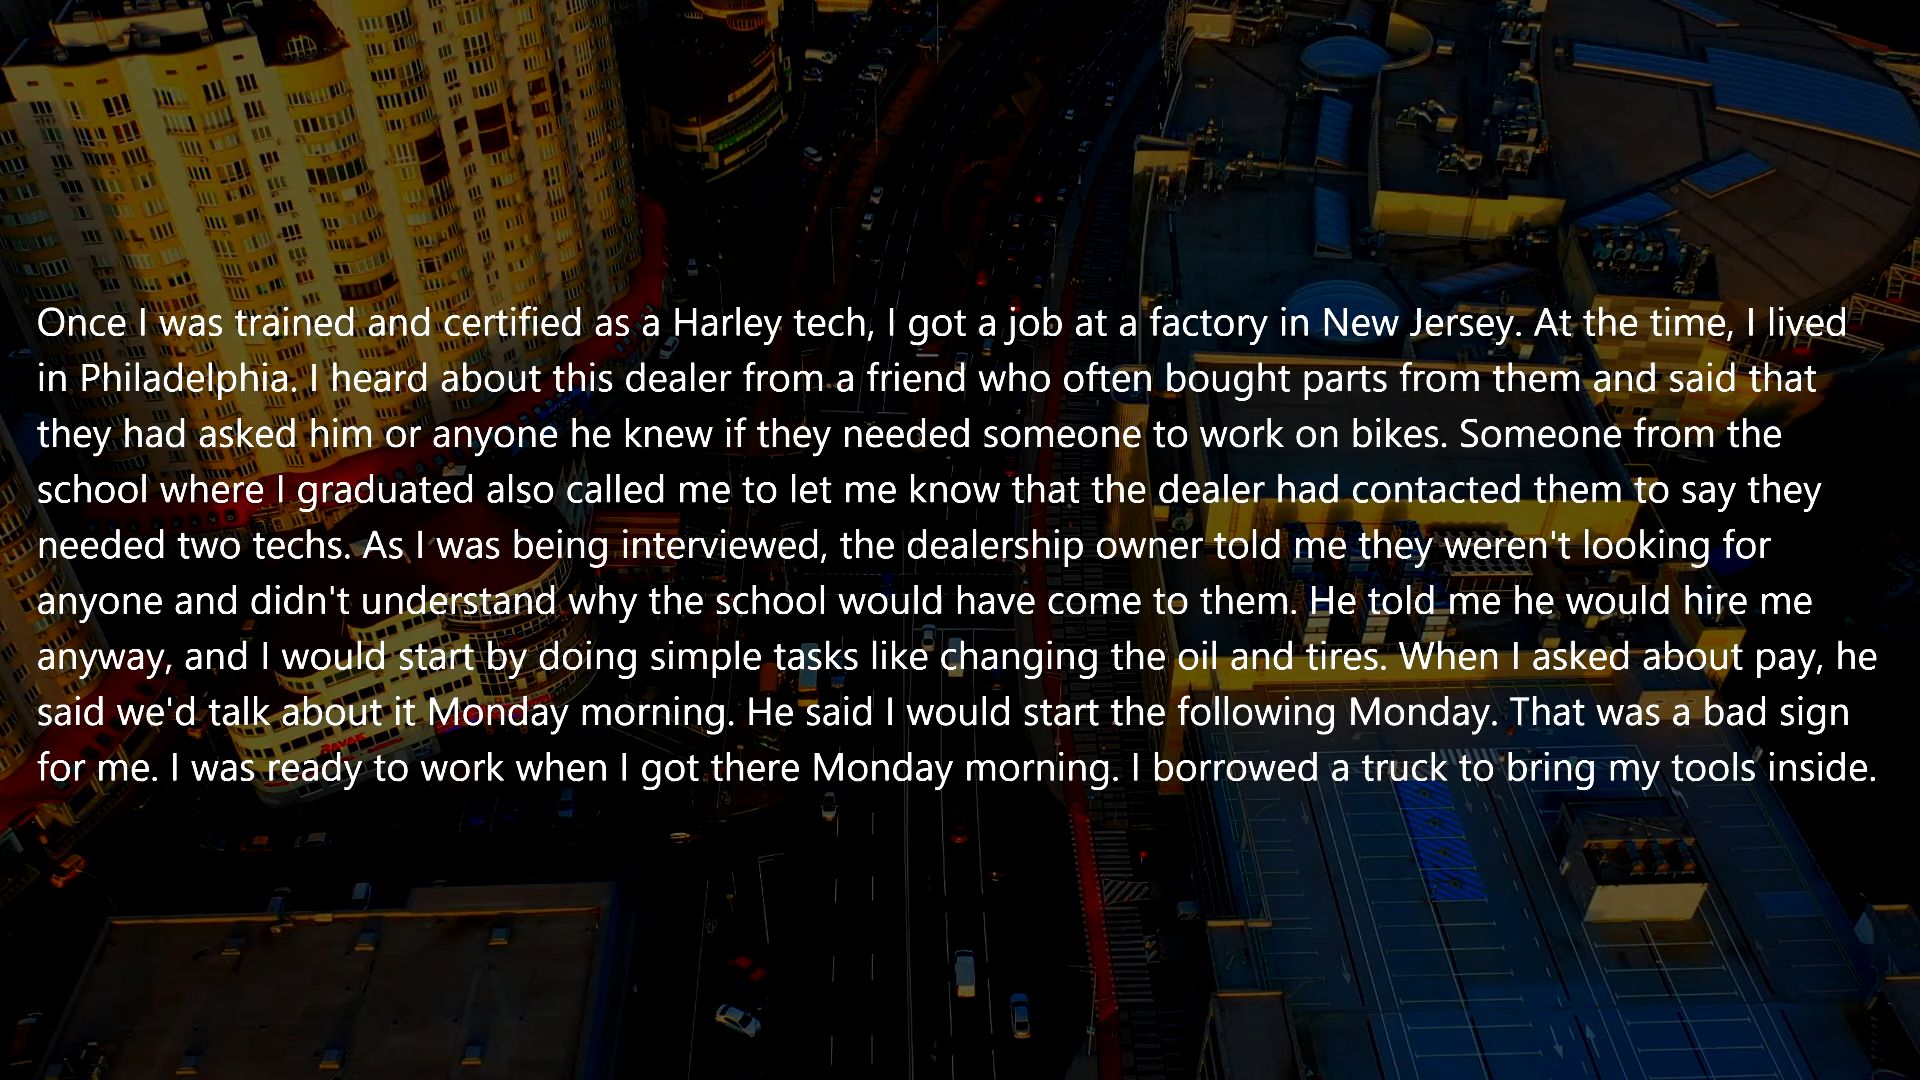 Once I was trained and certified as a Harley tech, I got a job at a factory in New Jersey. At the time, I lived
in Philadelphia. I heard about this dealer from a friend who often bought parts from them and said that
they had asked him or anyone he knew if they needed someone to work on bikes. Someone from the
school where I graduated also called me to let me know that the dealer had contacted them to say they
needed two techs. As I was being interviewed, the dealership owner told me they weren't looking for
anyone and didn't understand why the school would have come to them. He told me he would hire me
anyway, and I would start by doing simple tasks like changing the oil and tires. When I asked about pay, he
said we'd talk about it Monday morning. He said I would start the following Monday. That was a bad sign
for me. I was ready to work when I got there Monday morning. I borrowed a truck to bring my tools inside.